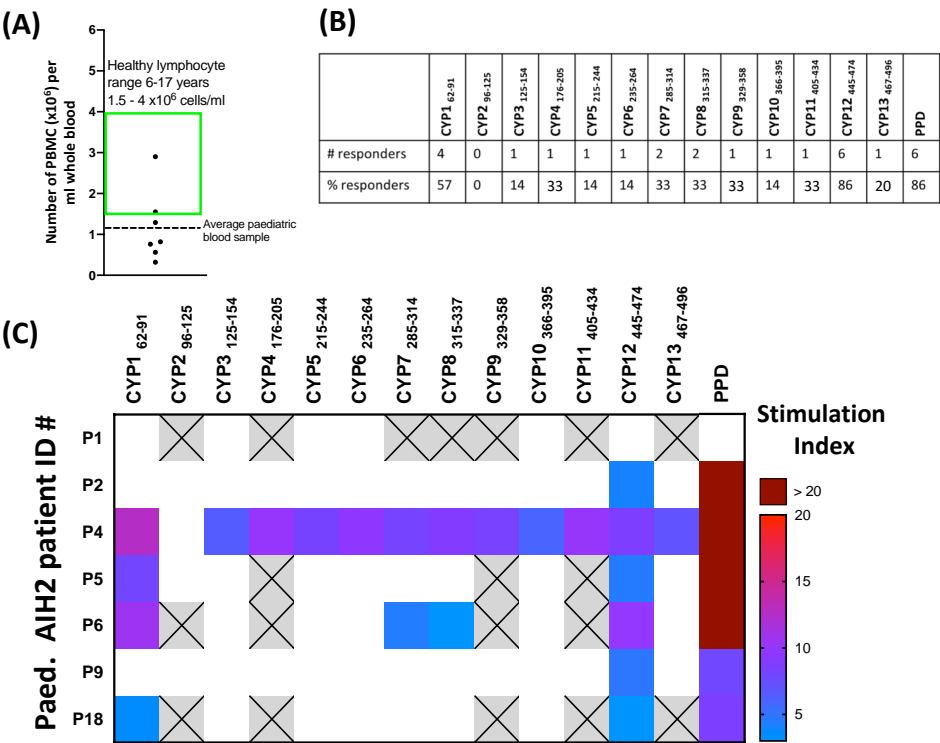 (A)
Number of PBMC (x10⁶) per
ml whole blood
6
5
4
3
2
1
0
Healthy lymphocyte
range 6-17 years
1.5 - 4 x10⁶ cells/ml
Average paediatric
blood sample
(B)
CYP1 62-91 CYP2 96-125 CYP3 125-154 CYP4 176-205 CYP5 215- 244 CYP6 235-264 CYP7 285-314 CYP8 315-337 CYP9 329-358 CYP10 366-395 CYP11 405-434 CYP12 445-474 CYP13 467-496 PPD
# responders 4 0 1 1 1 1 2 2 1 1 1 6 1 6
% responders 57 0 14 33 14 14 33 33 33 14 33 86 20 86
(C)
CYP1 62-91 CYP2 96-125 CYP3 125-154 CYP4 176-205 CYP5 215-244 CYP6 235-264 CYP7 285-314 CYP8 315-337 CYP9 329-358 CYP10 366-395 CYP11 405-434 CYP12 445-474 CYP13 467-496 PPD
Paed. AIH2 patient ID #
P1
P2
P4
P5
P6
P9
P18
Stimulation
Index
> 20
20
15
10
5